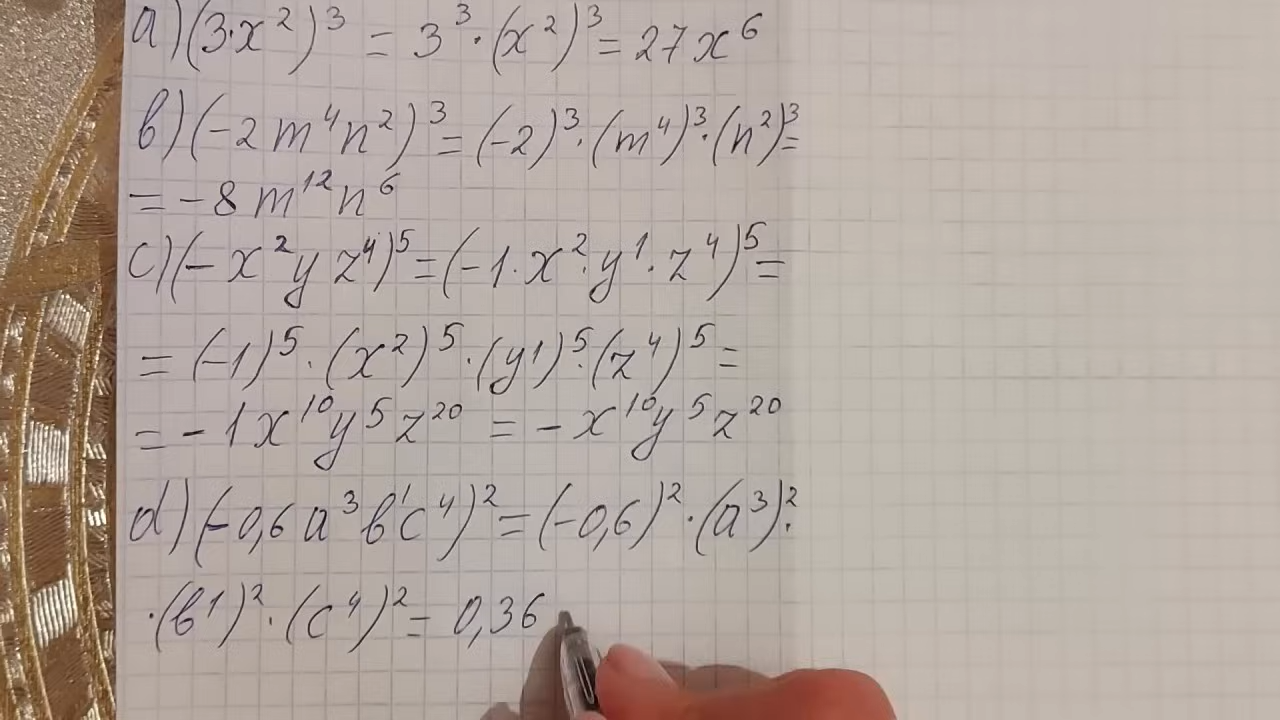 a) (3·x²)³ = 3³·(x²)³ = 27x⁶
b) (-2m⁴n²)³ = (-2)³·(m⁴)³·(n²)³ =
= -8m¹²n⁶
c) (-x²yz⁴)⁵ = (-1·x²·y¹·z⁴)⁵ =
= (-1)⁵·(x²)⁵·(y¹)⁵·(z⁴)⁵ =
= -1x¹⁰y⁵z²⁰ = -x¹⁰y⁵z²⁰
d) (-0,6a³b¹c⁴)² = (-0,6)²·(a³)²·
·(b¹)²·(c⁴)² = 0,36